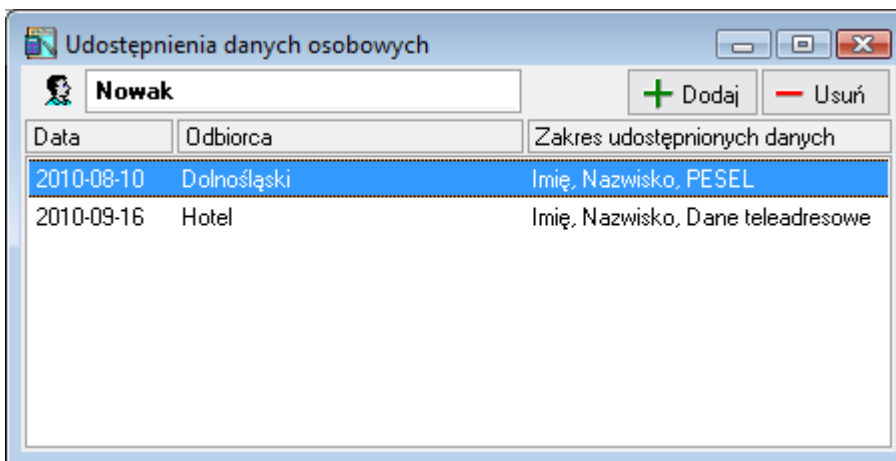 Udostępnienia danych osobowych
Nowak Dodaj Usuń
Data Odbiorca Zakres udostępnionych danych
2010-08-10 Dolnośląski Imię, Nazwisko, PESEL
2010-09-16 Hotel Imię, Nazwisko, Dane teleadresowe